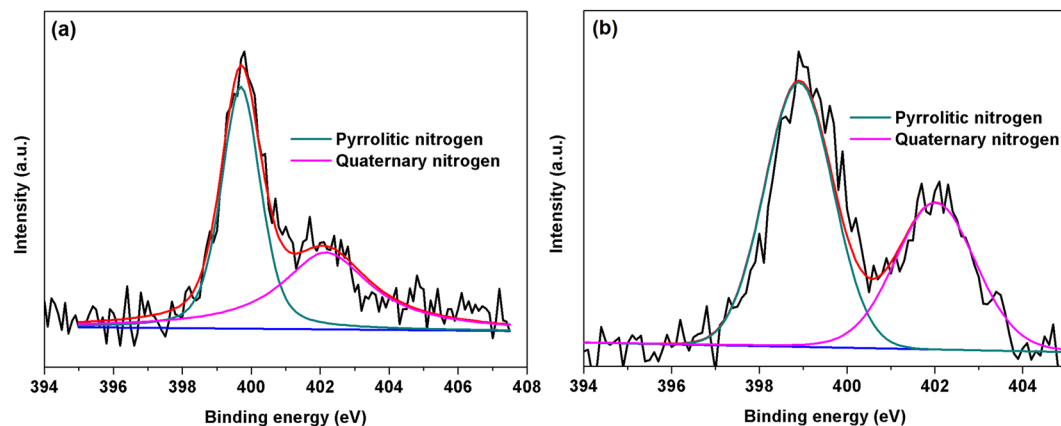 (a)
Pyrrolitic nitrogen
Quaternary nitrogen
Intensity (a.u.)
394 396 398 400 402 404 406 408
Binding energy (eV)
(b)
Pyrrolitic nitrogen
Quaternary nitrogen
Intensity (a.u.)
394 396 398 400 402 404
Binding energy (eV)